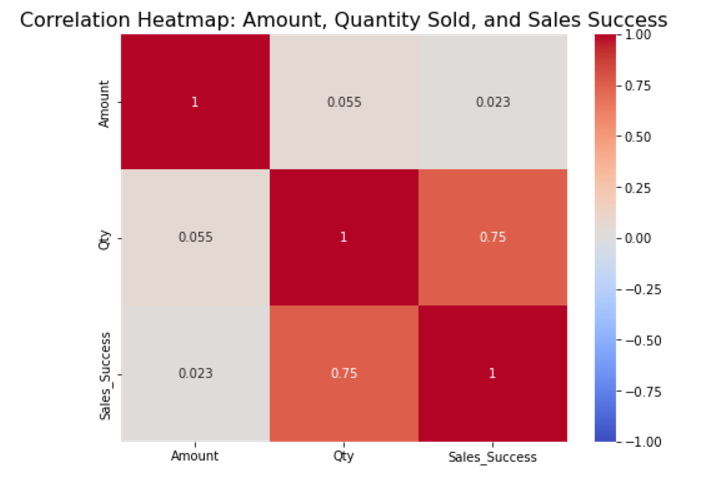 Correlation Heatmap: Amount, Quantity Sold, and Sales Success
1.00
Amount
1
0.055
0.023
0.75
0.50
0.25
Qty
0.055
1
0.75
0.00
−0.25
−0.50
Sales_Success
0.023
0.75
1
−0.75
−1.00
Amount
Qty
Sales_Success